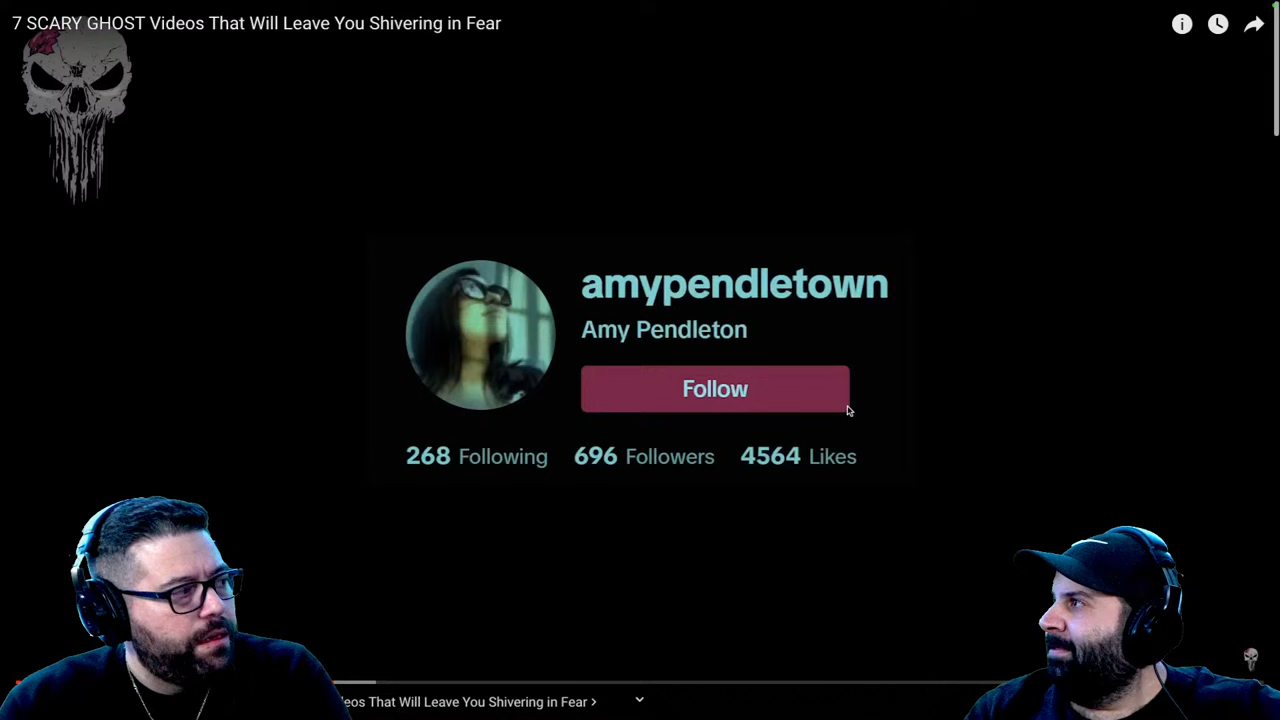 7 SCARY GHOST Videos That Will Leave You Shivering in Fear
amypendletown
Amy Pendleton
Follow
268 Following 696 Followers 4564 Likes
eos That Will Leave You Shivering in Fear >